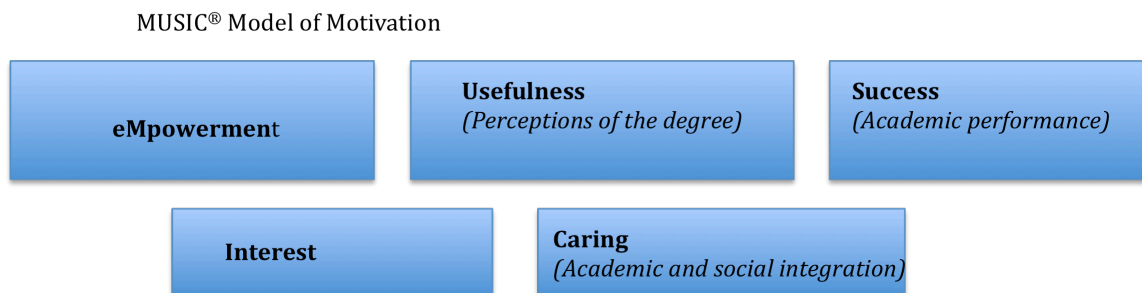 MUSIC® Model of Motivation
eMpowerment
Usefulness
(Perceptions of the degree)
Success
(Academic performance)
Interest
Caring
(Academic and social integration)